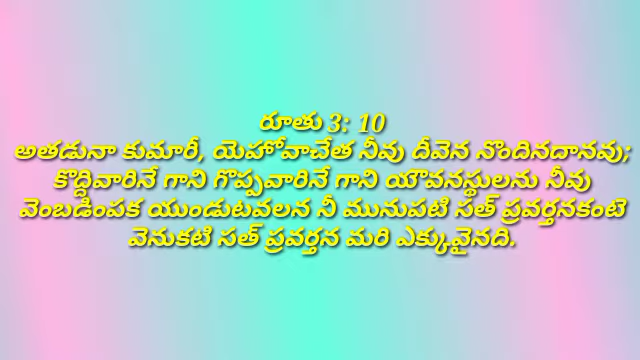 రూతు 3: 10
అతడునా కుమారీ, యెహోవాచేత నీవు దీవెన నొందినదానవు;
కొద్దివారినే గాని గొప్పవారినే గాని యౌవనస్థులను నీవు
వెంబడింపక యుండుటవలన నీ మునుపటి సత్ ప్రవర్తనకంటె
వెనుకటి సత్ ప్రవర్తన మరి ఎక్కువైనది.